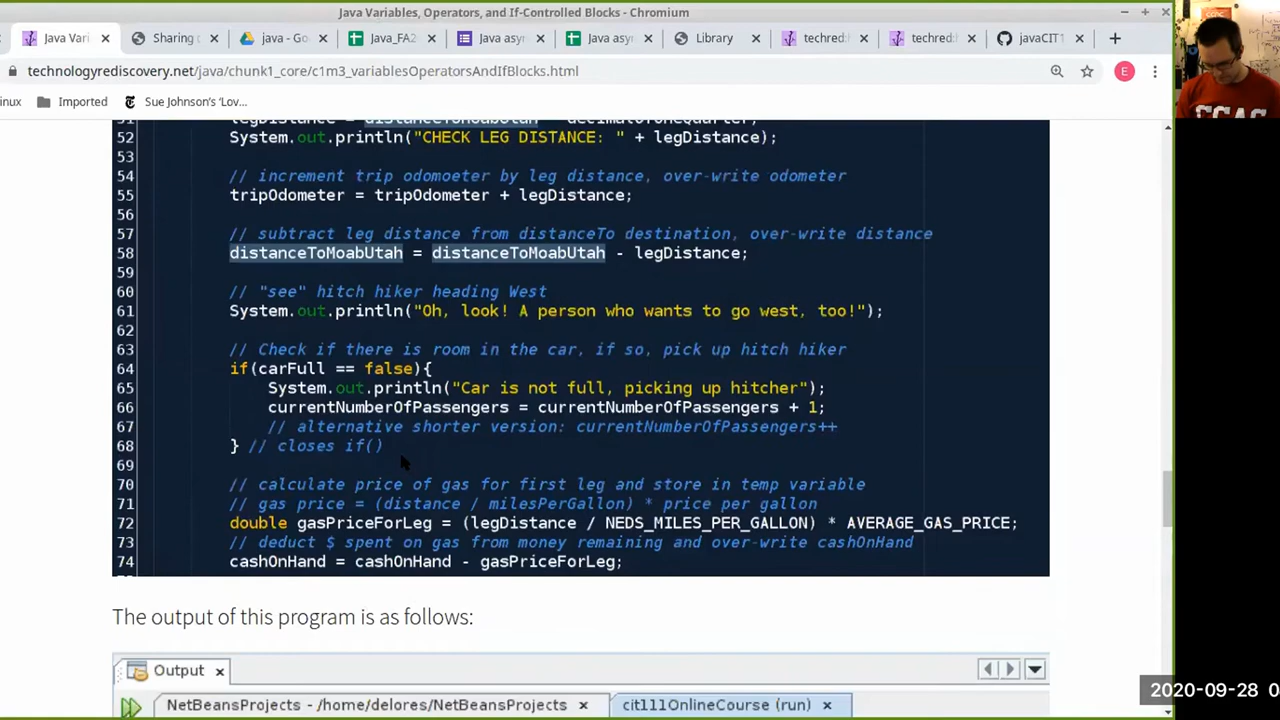 Java Variables, Operators, and If-Controlled Blocks - Chromium
Java Vari
Sharing
java - Go
Java_FA2
Java asyn
Java asy
Library
techred:
techred:
javaCIT1
technologyrediscovery.net/java/chunk1_core/c1m3_variablesOperatorsAndIfBlocks.html
E
inux
Imported
Sue Johnson's 'Lov...
51 legDistance = distanceToMoabUtah * decimalToneQuarter;
52 System.out.println("CHECK LEG DISTANCE: " + legDistance);
53
54 // increment trip odomoeter by leg distance, over-write odometer
55 tripOdometer = tripOdometer + legDistance;
56
57 // subtract leg distance from distanceTo destination, over-write distance
58 distanceToMoabUtah = distanceToMoabUtah - legDistance;
59
60 // "see" hitch hiker heading West
61 System.out.println("Oh, look! A person who wants to go west, too!");
62
63 // Check if there is room in the car, if so, pick up hitch hiker
64 if(carFull == false){
65 System.out.println("Car is not full, picking up hitcher");
66 currentNumberOfPassengers = currentNumberOfPassengers + 1;
67 // alternative shorter version: currentNumberOfPassengers++
68 } // closes if()
69
70 // calculate price of gas for first leg and store in temp variable
71 // gas price = (distance / milesPerGallon) * price per gallon
72 double gasPriceForLeg = (legDistance / NEDS_MILES_PER_GALLON) * AVERAGE_GAS_PRICE;
73 // deduct $ spent on gas from money remaining and over-write cashOnHand
74 cashOnHand = cashOnHand - gasPriceForLeg;
The output of this program is as follows:
Output
NetBeansProjects - /home/delores/NetBeansProjects
cit111OnlineCourse (run)
CCAC
2020-09-28 0